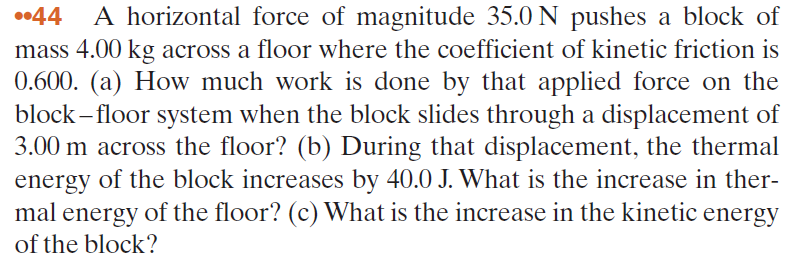 ••44 A horizontal force of magnitude 35.0 N pushes a block of
mass 4.00 kg across a floor where the coefficient of kinetic friction is
0.600. (a) How much work is done by that applied force on the
block–floor system when the block slides through a displacement of
3.00 m across the floor? (b) During that displacement, the thermal
energy of the block increases by 40.0 J. What is the increase in ther-
mal energy of the floor? (c) What is the increase in the kinetic energy
of the block?